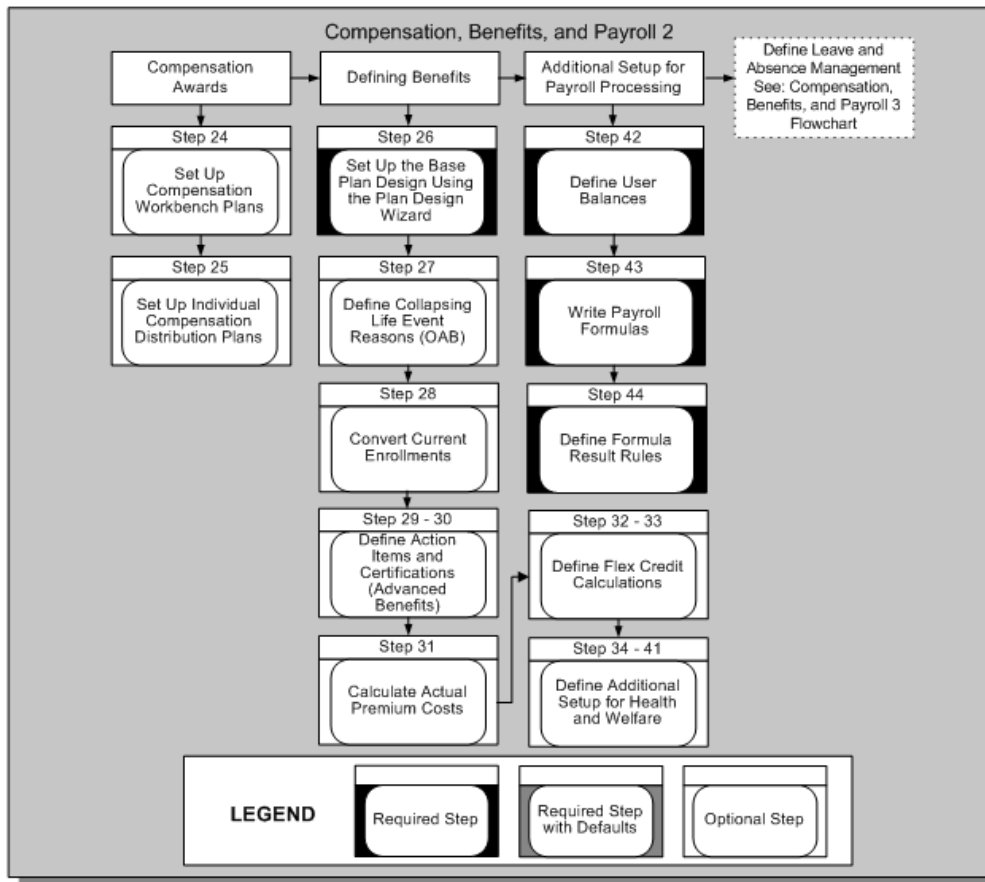 Compensation, Benefits, and Payroll 2
Compensation
Awards
Defining Benefits
Additional Setup for
Payroll Processing
Define Leave and
Absence Management
See: Compensation,
Benefits, and Payroll 3
Flowchart
Step 24
Set Up
Compensation
Workbench Plans
Step 25
Set Up Individual
Compensation
Distribution Plans
Step 26
Set Up the Base
Plan Design Using
the Plan Design
Wizard
Step 27
Define Collapsing
Life Event
Reasons (OAB)
Step 28
Convert Current
Enrollments
Step 29 - 30
Define Action
Items and
Certifications
(Advanced
Benefits)
Step 31
Calculate Actual
Premium Costs
Step 32 - 33
Define Flex Credit
Calculations
Step 34 - 41
Define Additional
Setup for Health
and Welfare
Step 42
Define User
Balances
Step 43
Write Payroll
Formulas
Step 44
Define Formula
Result Rules
LEGEND
Required Step
Required Step
with Defaults
Optional Step